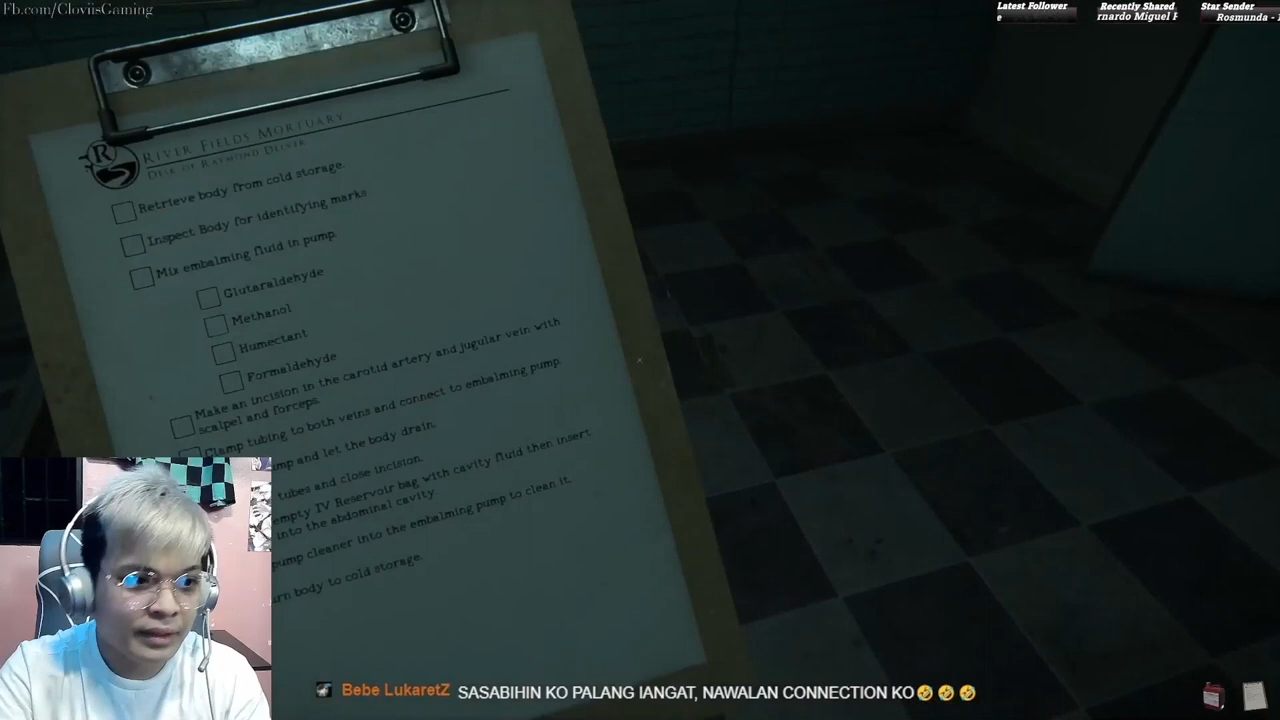 Fb.com/CloviisGaming
Latest Follower
e
Recently Shared
rnardo Miguel
Star Sender
Rosmunda -
RIVER FIELDS MORTUARY
DESK OF RAYMOND DELVER
Retrieve body from cold storage.
Inspect Body for identifying marks
Mix embalming fluid in pump.
Glutaraldehyde
Methanol
Humectant
Formaldehyde
Make an incision in the carotid artery and jugular vein with
scalpel and forceps.
Clamp tubing to both veins and connect to embalming pump.
mp and let the body drain.
tubes and close incision.
empty IV Reservoir bag with cavity fluid then insert
into the abdominal cavity
pump cleaner into the embalming pump to clean it.
urn body to cold storage.
Bebe LukaretZ SASABIHIN KO PALANG IANGAT, NAWALAN CONNECTION KO🤣🤣🤣